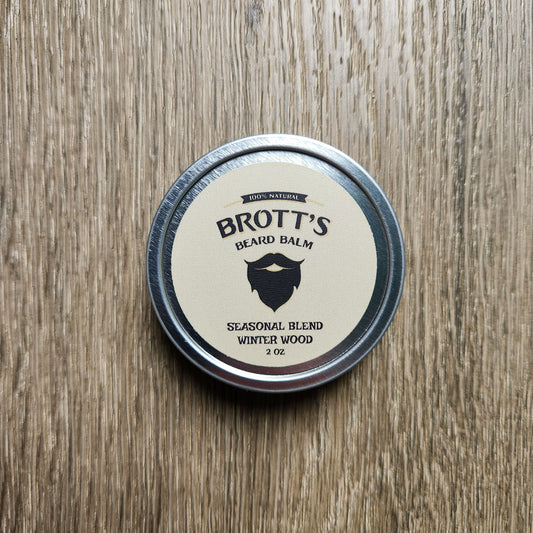 100% NATURAL
BROTT'S
BEARD BALM
SEASONAL BLEND
WINTER WOOD
2 OZ